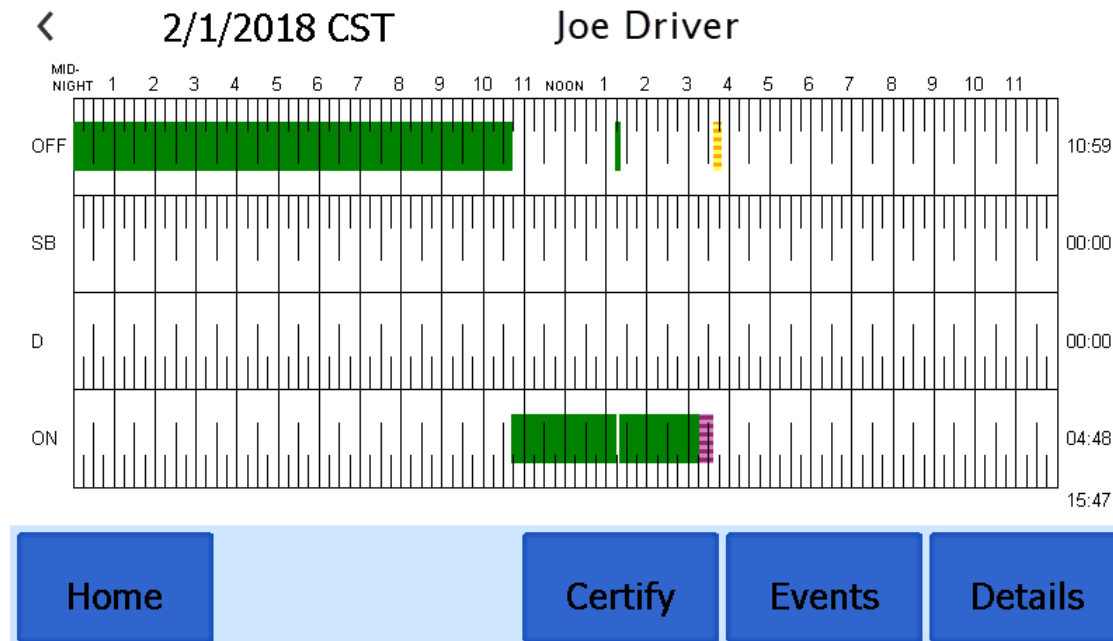 2/1/2018 CST Joe Driver
MID-
NIGHT 1 2 3 4 5 6 7 8 9 10 11 NOON 1 2 3 4 5 6 7 8 9 10 11
OFF 10:59
SB 00:00
D 00:00
ON 04:48
15:47
Home Certify Events Details